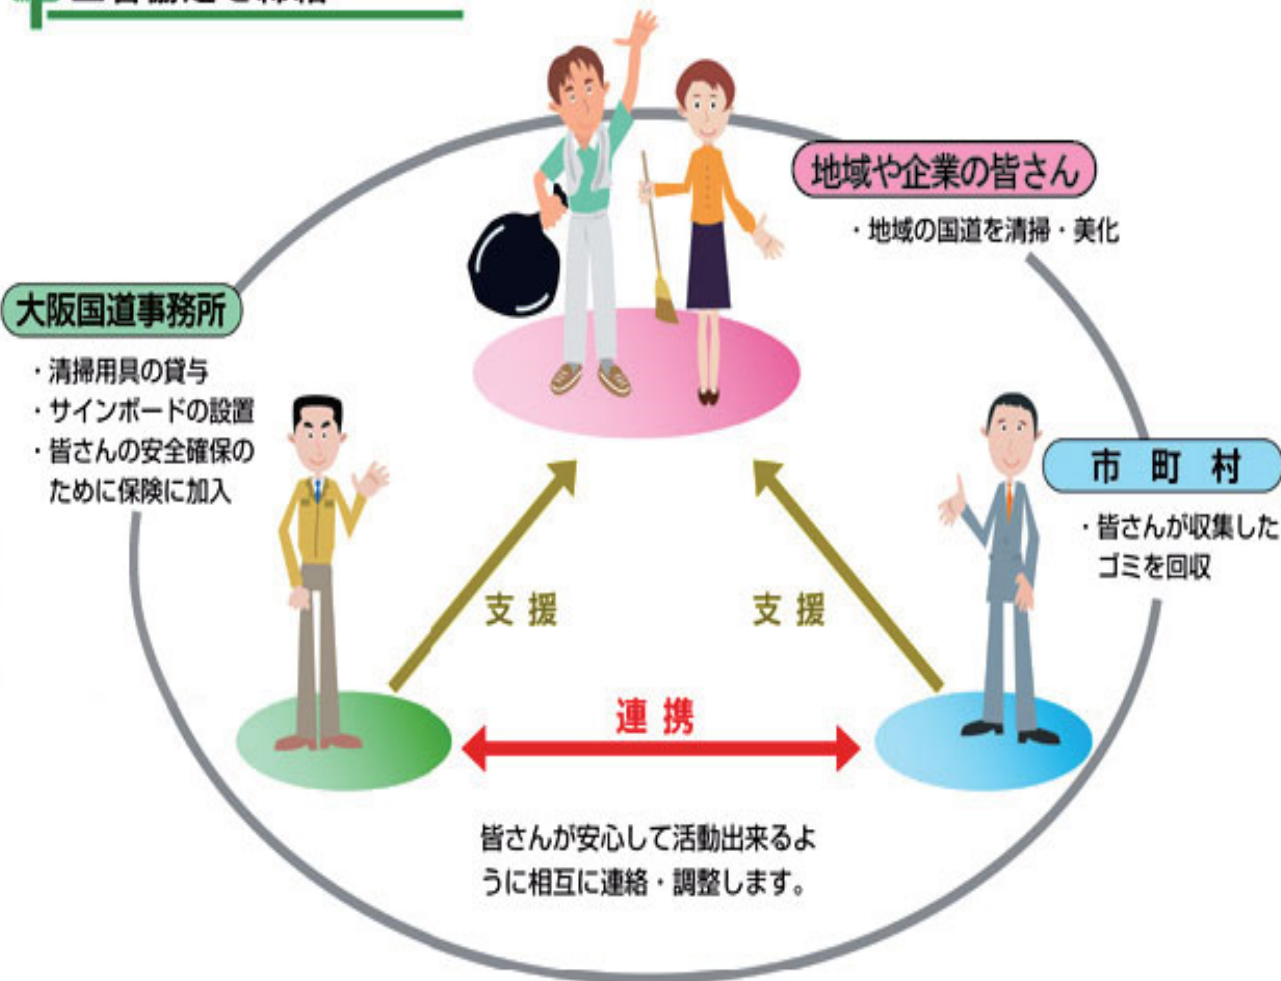 地域や企業の皆さん
・地域の国道を清掃・美化
大阪国道事務所
・清掃用具の貸与
・サインボードの設置
・皆さんの安全確保の
ために保険に加入
市 町 村
・皆さんが収集した
ゴミを回収
支 援
支 援
連 携
皆さんが安心して活動出来るよ
うに相互に連絡・調整します。